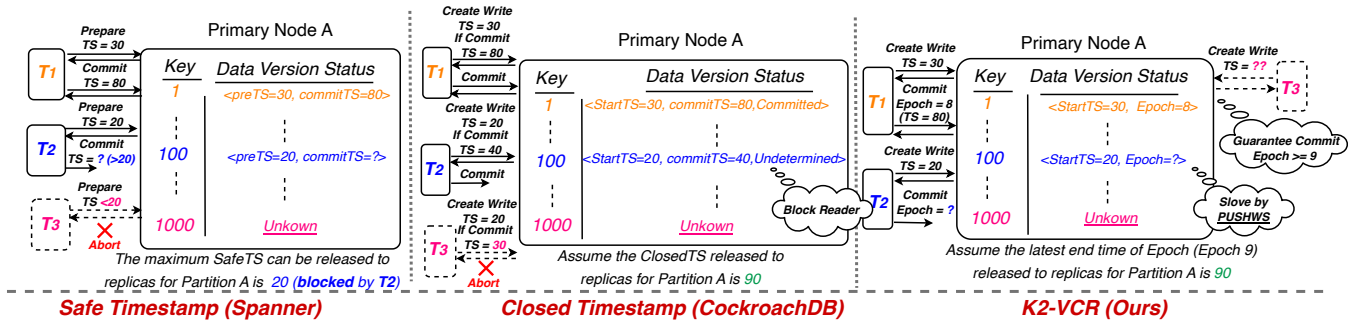 Primary Node A
Prepare
TS = 30
Commit
TS = 80
T1
Prepare
TS = 20
Commit
TS = ? (>20)
T2
Prepare
TS <20
T3
Abort
Key
Data Version Status
1
<preTS=30, commitTS=80>
100
<preTS=20, commitTS=?>
1000
Unkown
The maximum SafeTS can be released to
replicas for Partition A is 20 (blocked by T2)
Safe Timestamp (Spanner)
Primary Node A
Create Write
TS = 30
If Commit
TS = 80
T1
Commit
Create Write
TS = 20
If Commit
TS = 40
T2
Commit
Create Write
TS = 20
If Commit
TS = 30
T3
Abort
Key
Data Version Status
1
<StartTS=30, commitTS=80,Committed>
100
<StartTS=20, commitTS=40,Undetermined>
Block Reader
1000
Unkown
Assume the ClosedTS released to
replicas for Partition A is 90
Closed Timestamp (CockroachDB)
Primary Node A
Create Write
TS = 30
T1
Commit
Epoch = 8
(TS = 80)
Create Write
TS = 20
T2
Commit
Epoch = ?
Create Write
TS = ??
T3
Key
Data Version Status
1
<StartTS=30, Epoch=8>
Guarantee Commit
Epoch >= 9
100
<StartTS=20, Epoch=?>
Slove by
PUSHWS
1000
Unkown
Assume the latest end time of Epoch (Epoch 9)
released to replicas for Partition A is 90
K2-VCR (Ours)